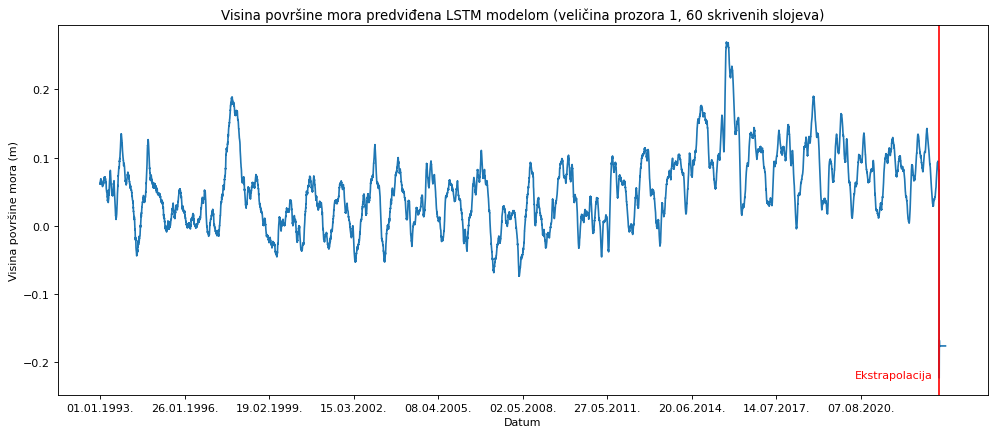 Visina površine mora predviđena LSTM modelom (veličina prozora 1, 60 skrivenih slojeva)
Visina površine mora (m)
0.2
0.1
0.0
−0.1
−0.2
Ekstrapolacija
01.01.1993. 26.01.1996. 19.02.1999. 15.03.2002. 08.04.2005. 02.05.2008. 27.05.2011. 20.06.2014. 14.07.2017. 07.08.2020.
Datum